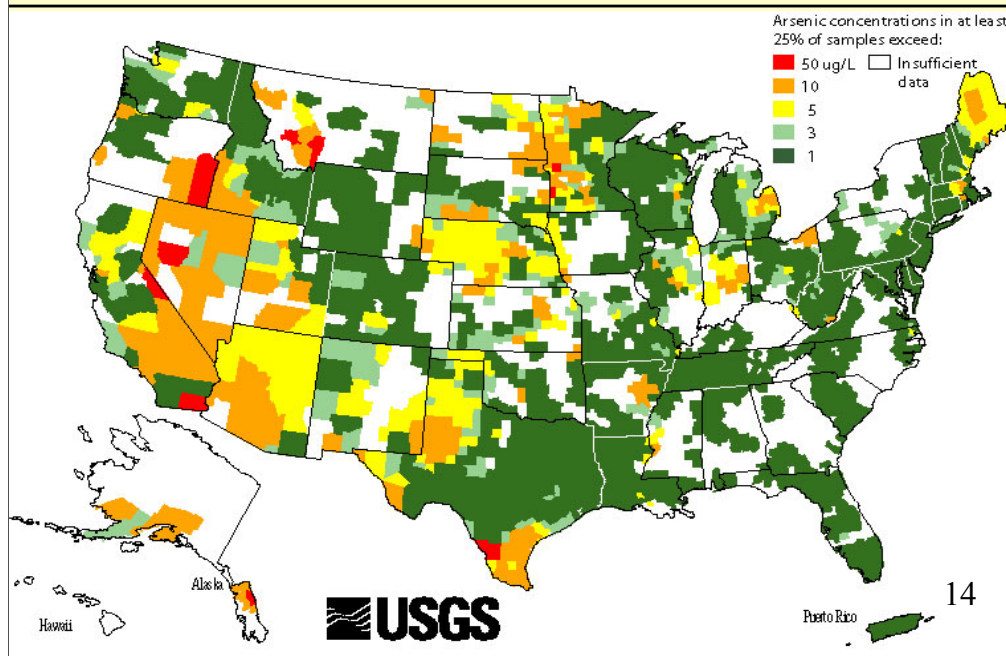 Arsenic concentrations in at least
25% of samples exceed:
50 ug/L
Insufficient
data
10
5
3
1
Alaska
Hawaii
USGS
Puerto Rico
14